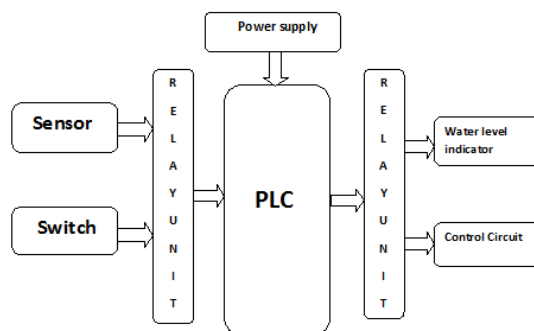 Power supply
Sensor
Switch
R E L A Y U N I T
PLC
R E L A Y U N I T
Water level
indicator
Control Circuit